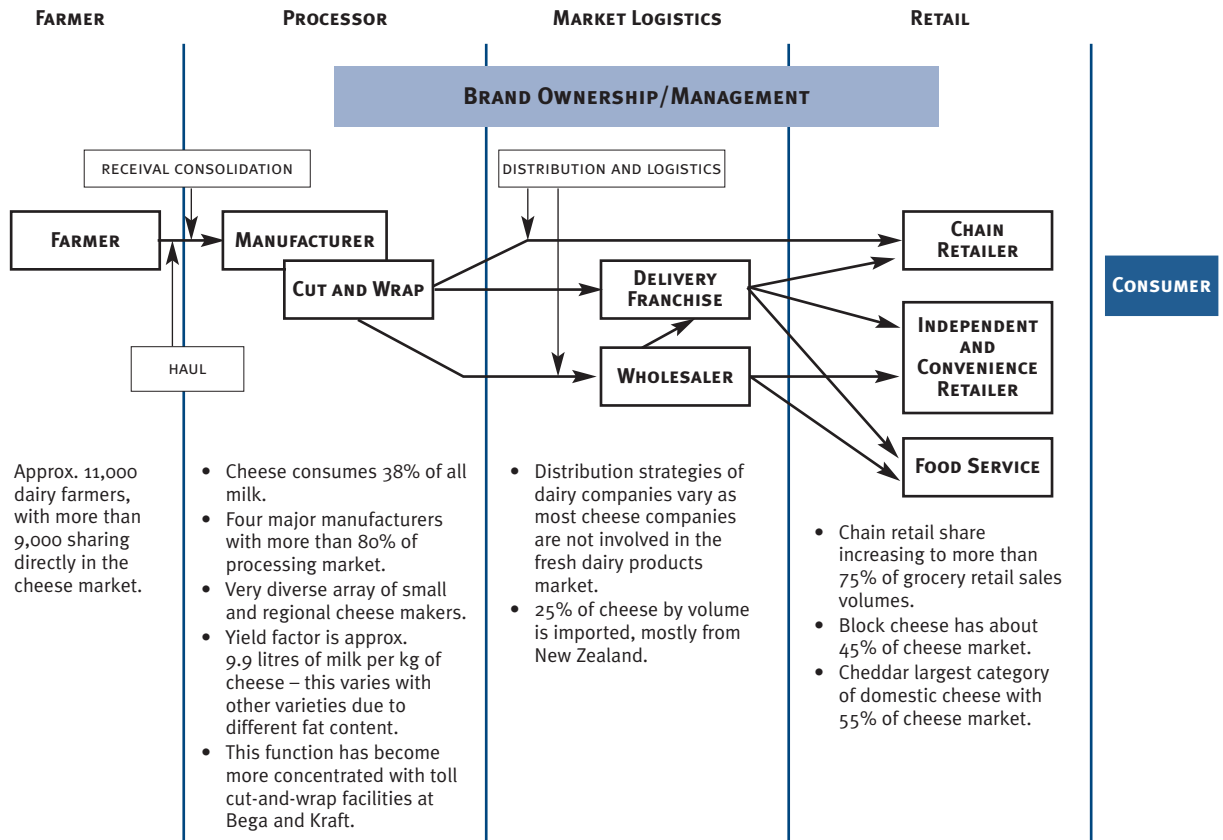 FARMER
PROCESSOR
MARKET LOGISTICS
RETAIL
BRAND OWNERSHIP/MANAGEMENT
RECEIVAL CONSOLIDATION
DISTRIBUTION AND LOGISTICS
FARMER
MANUFACTURER
CUT AND WRAP
DELIVERY
FRANCHISE
WHOLESALER
CHAIN
RETAILER
INDEPENDENT
AND
CONVENIENCE
RETAILER
FOOD SERVICE
CONSUMER
HAUL
Approx. 11,000
dairy farmers,
with more than
9,000 sharing
directly in the
cheese market.
• Cheese consumes 38% of all
milk.
• Four major manufacturers
with more than 80% of
processing market.
• Very diverse array of small
and regional cheese makers.
• Yield factor is approx.
9.9 litres of milk per kg of
cheese – this varies with
other varieties due to
different fat content.
• This function has become
more concentrated with toll
cut-and-wrap facilities at
Bega and Kraft.
• Distribution strategies of
dairy companies vary as
most cheese companies
are not involved in the
fresh dairy products
market.
• 25% of cheese by volume
is imported, mostly from
New Zealand.
• Chain retail share
increasing to more than
75% of grocery retail sales
volumes.
• Block cheese has about
45% of cheese market.
• Cheddar largest category
of domestic cheese with
55% of cheese market.